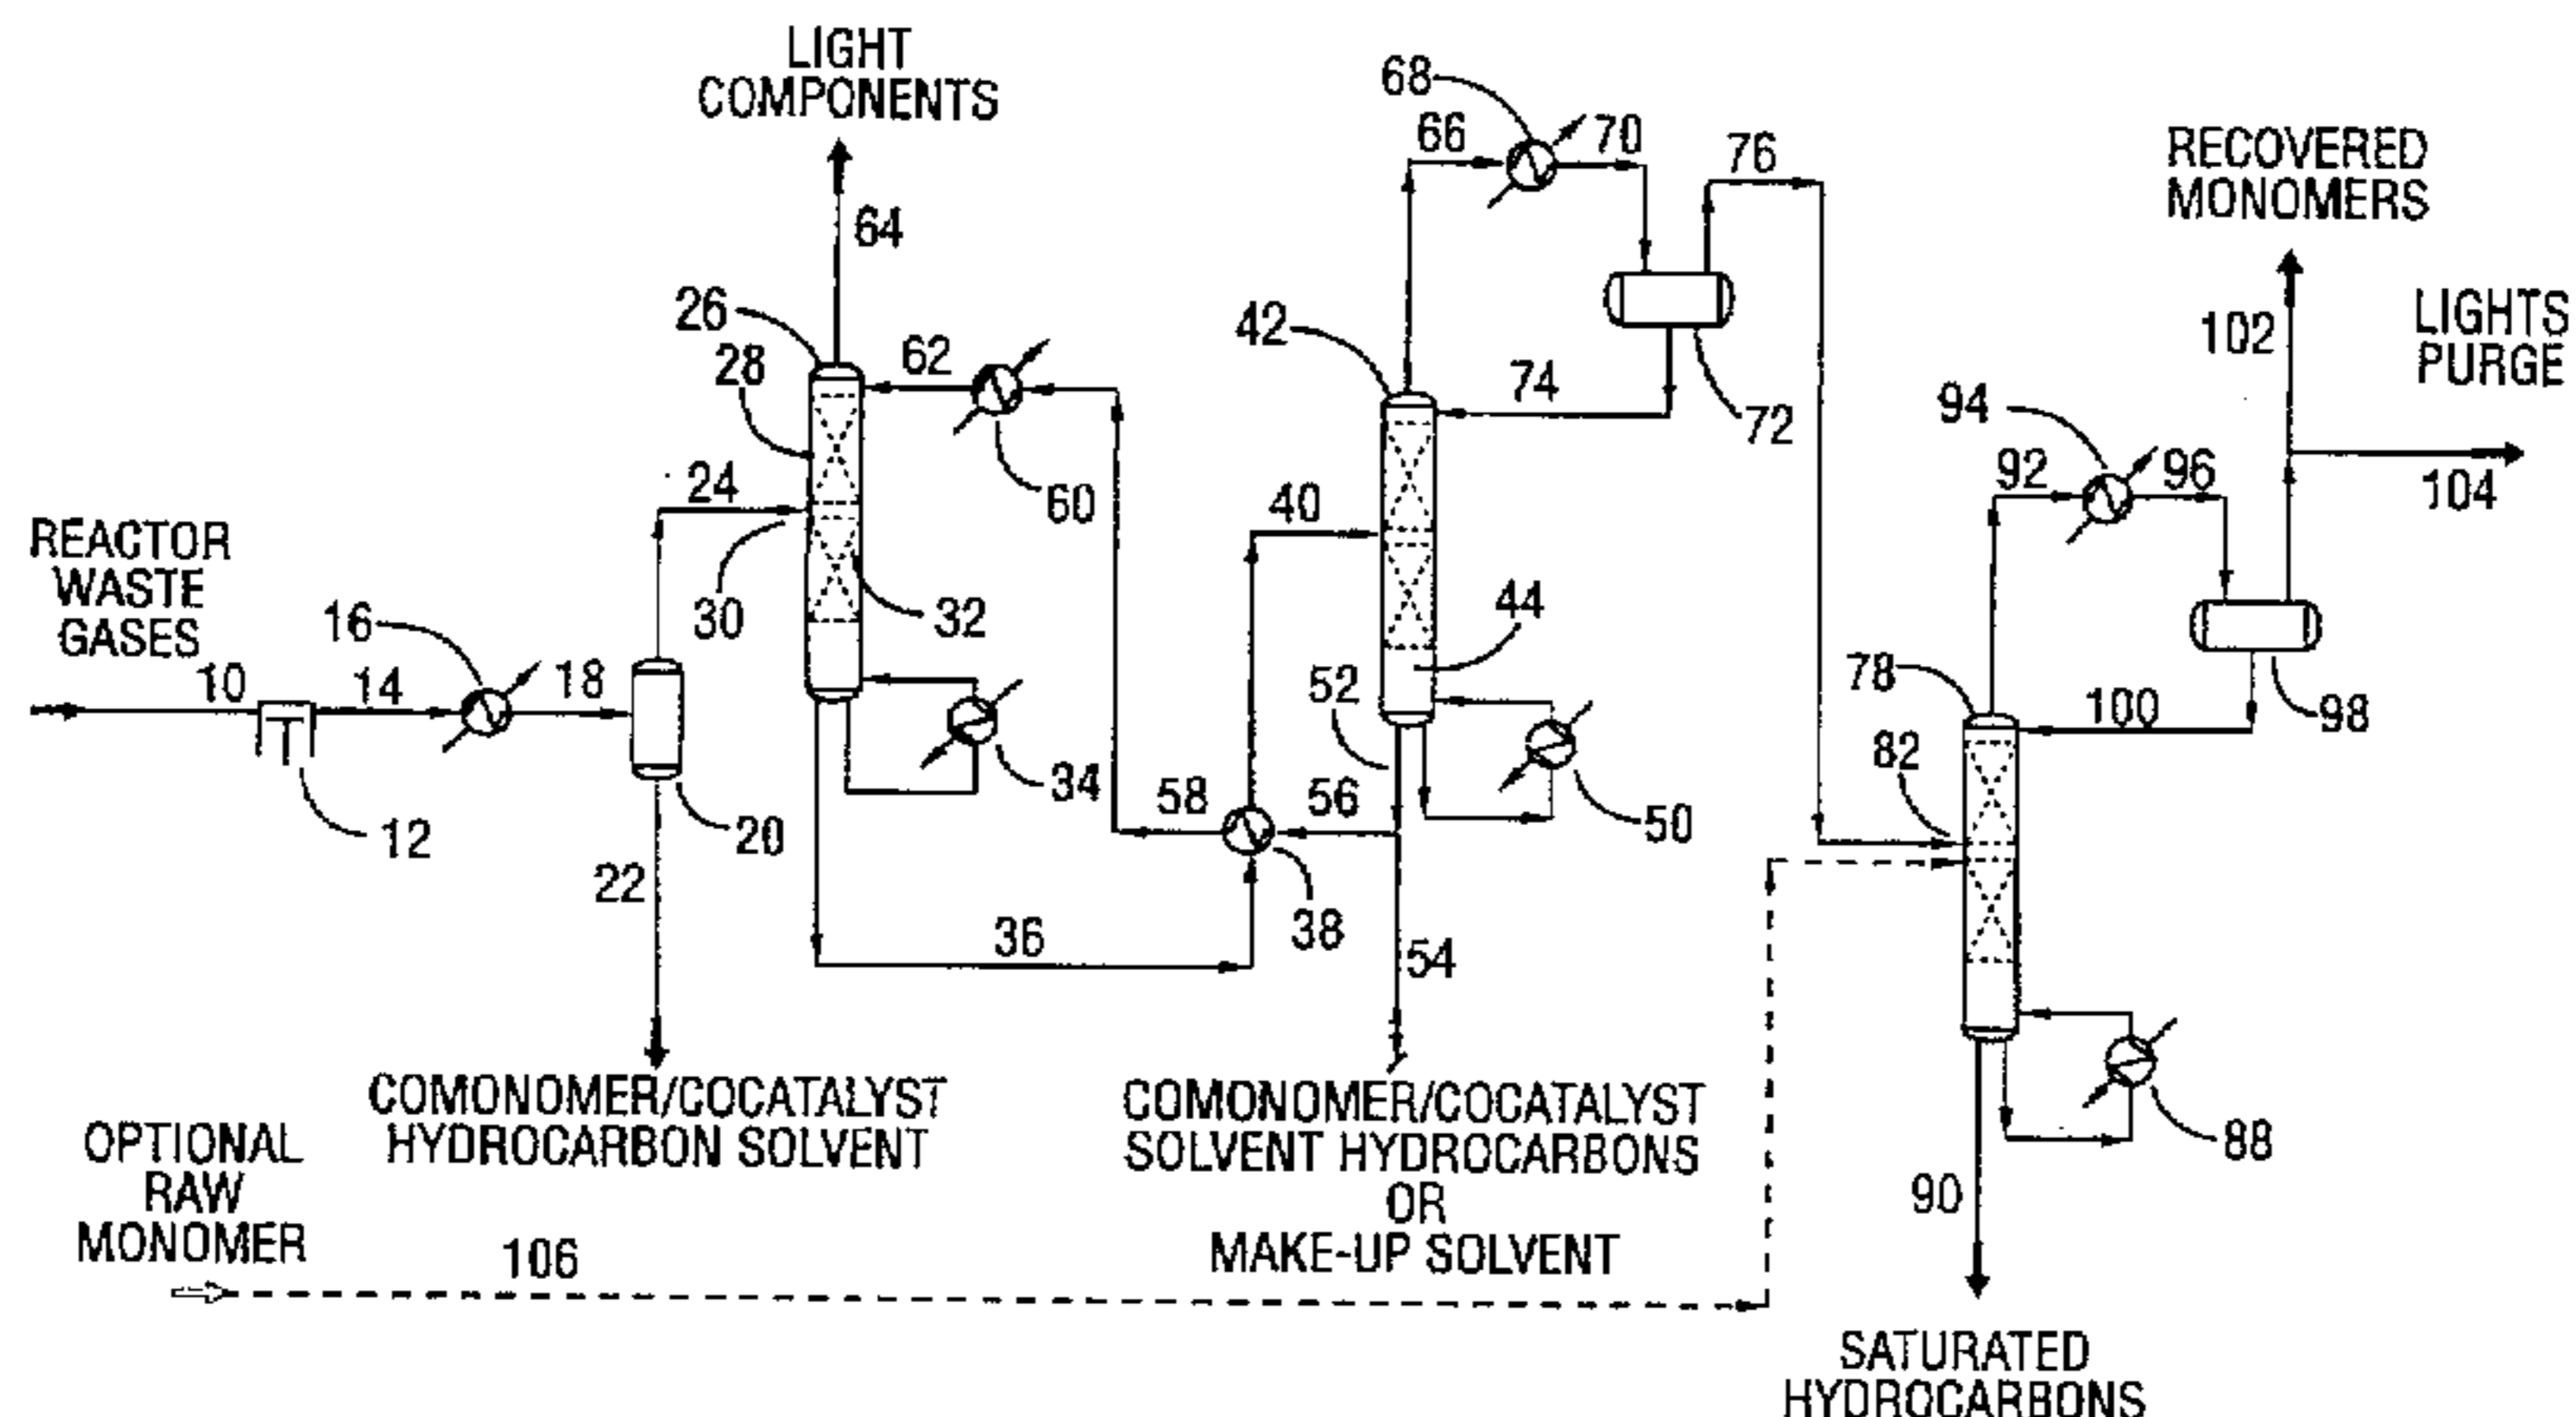 LIGHT
COMPONENTS
64
26
28
62
60
24
30
32
34
REACTOR
WASTE
GASES
10
12
14
16
18
20
22
COMONOMER/COCATALYST
HYDROCARBON SOLVENT
36
38
58
56
40
42
44
52
50
54
COMONOMER/COCATALYST
SOLVENT HYDROCARBONS
OR
MAKE-UP SOLVENT
66
68
70
72
74
76
78
82
88
90
SATURATED
HYDROCARBONS
92
94
96
98
100
RECOVERED
MONOMERS
102
LIGHTS
PURGE
104
OPTIONAL
RAW
MONOMER
106